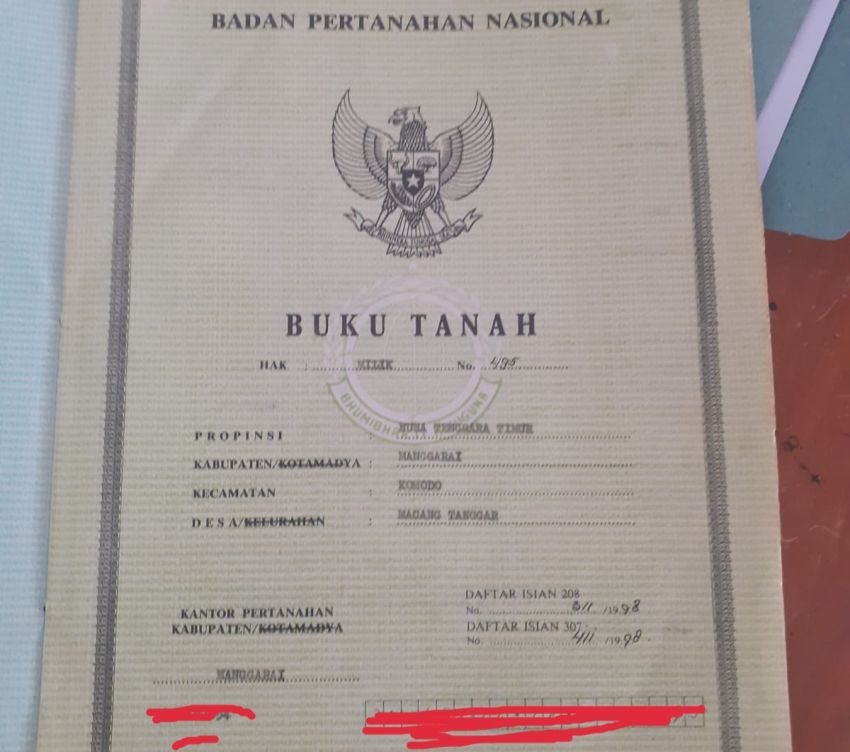 BADAN PERTANAHAN NASIONAL
BUKU TANAH
HAK : MILIK No. 495
PROPINSI : NUSA TENGGARA TIMUR
KABUPATEN/KOTAMADYA : MANGGARAI
KECAMATAN : KOMODO
DESA/KELURAHAN : MACANG TANGGAR
DAFTAR ISIAN 208
No. 311 /1998
DAFTAR ISIAN 307
No. 411 /1998
KANTOR PERTANAHAN
KABUPATEN/KOTAMADYA
MANGGARAI